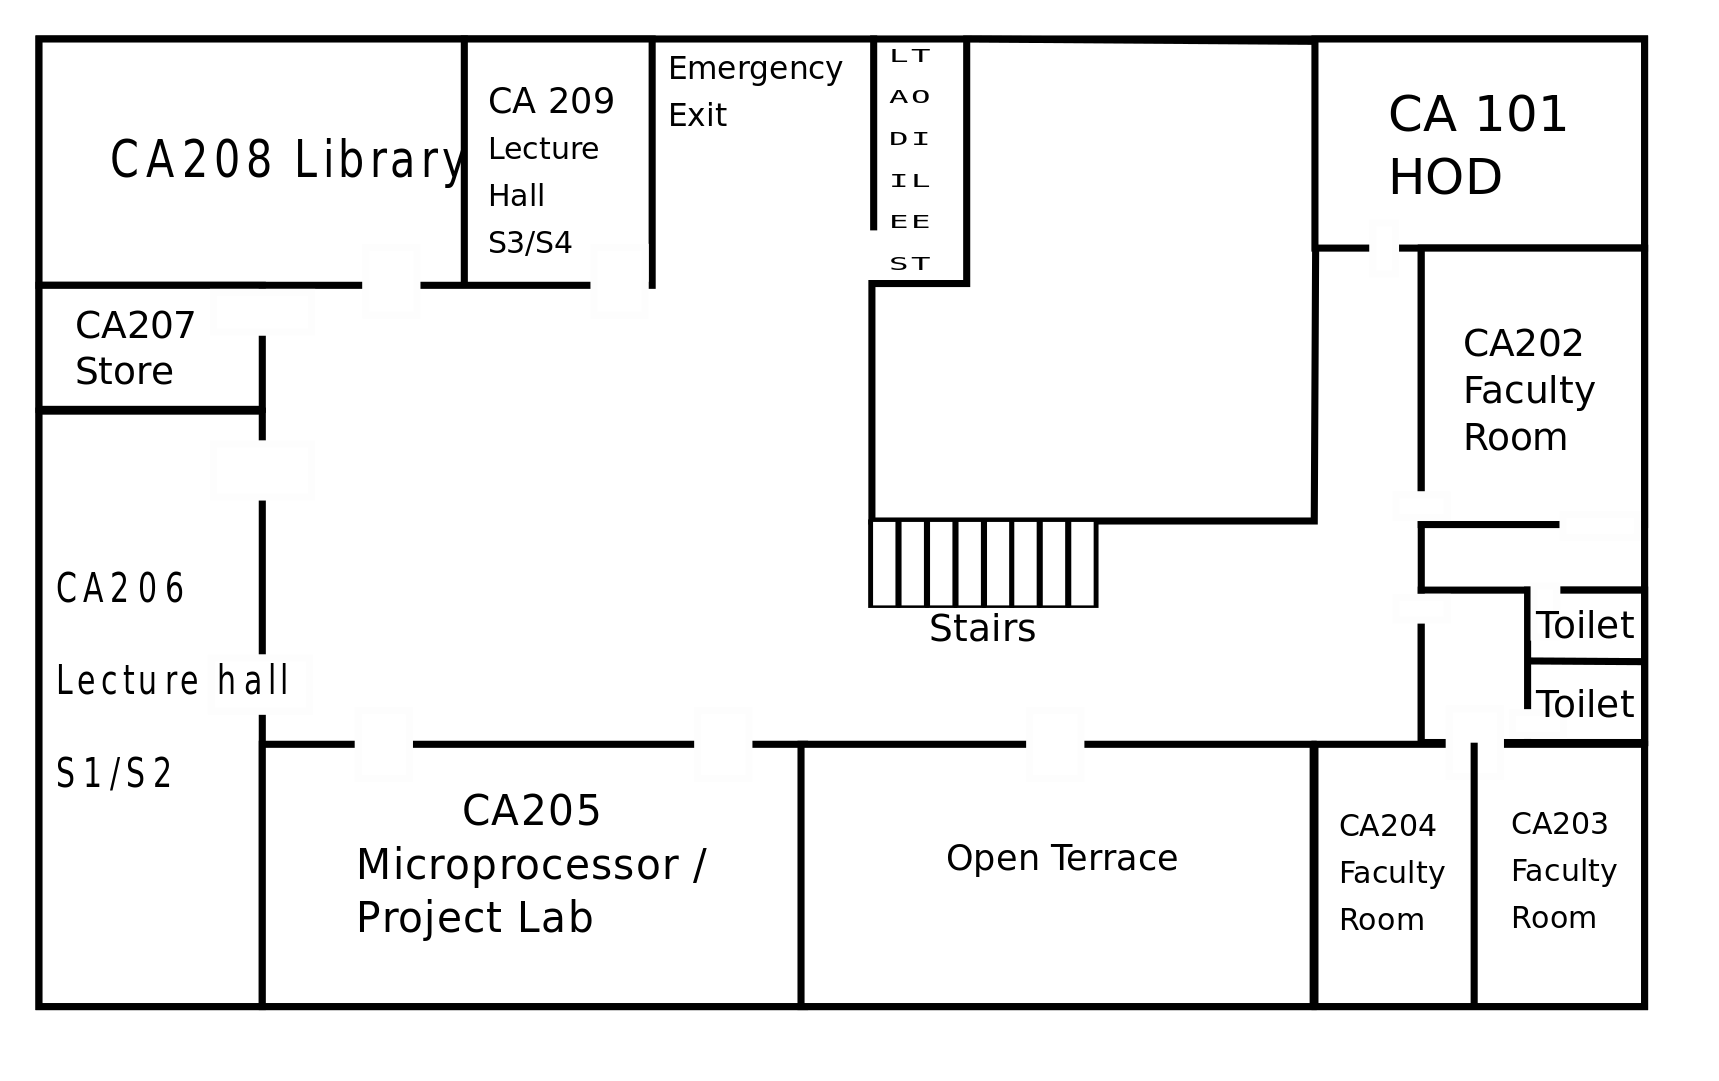 CA208 Library
CA 209
Lecture
Hall
S3/S4
Emergency
Exit
LT
AO
DI
IL
EE
ST
CA 101
HOD
CA207
Store
CA202
Faculty
Room
CA206
Lecture hall
S1/S2
Stairs
Toilet
Toilet
CA205
Microprocessor /
Project Lab
Open Terrace
CA204
Faculty
Room
CA203
Faculty
Room